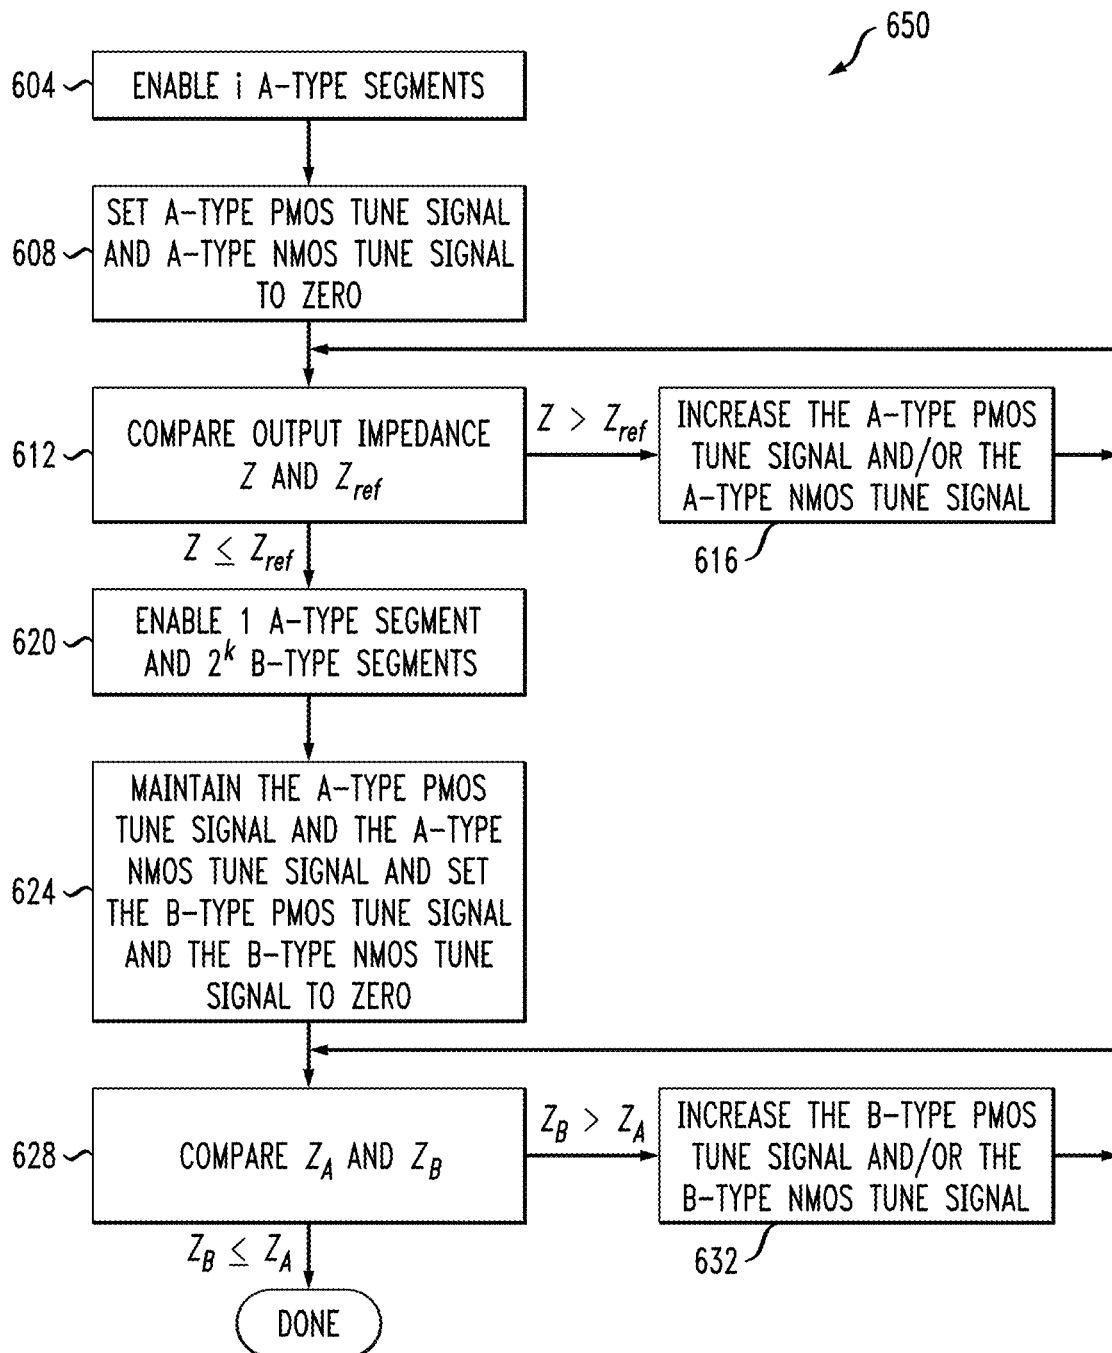 650
604
ENABLE i A-TYPE SEGMENTS
608
SET A-TYPE PMOS TUNE SIGNAL
AND A-TYPE NMOS TUNE SIGNAL
TO ZERO
612
COMPARE OUTPUT IMPEDANCE
Z AND Z_ref
Z > Z_ref
INCREASE THE A-TYPE PMOS
TUNE SIGNAL AND/OR THE
A-TYPE NMOS TUNE SIGNAL
616
Z ≤ Z_ref
620
ENABLE 1 A-TYPE SEGMENT
AND 2^k B-TYPE SEGMENTS
624
MAINTAIN THE A-TYPE PMOS
TUNE SIGNAL AND THE A-TYPE
NMOS TUNE SIGNAL AND SET
THE B-TYPE PMOS TUNE SIGNAL
AND THE B-TYPE NMOS TUNE
SIGNAL TO ZERO
628
COMPARE Z_A AND Z_B
Z_B > Z_A
INCREASE THE B-TYPE PMOS
TUNE SIGNAL AND/OR THE
B-TYPE NMOS TUNE SIGNAL
632
Z_B ≤ Z_A
DONE